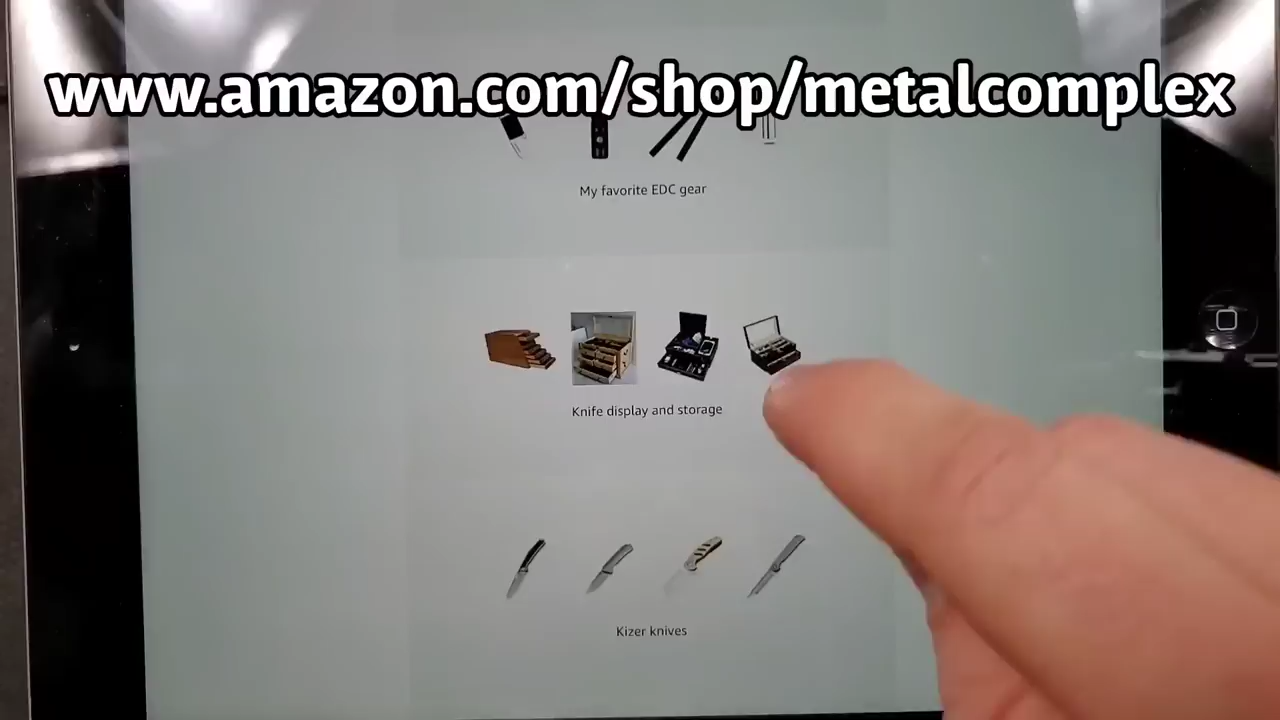 www.amazon.com/shop/metalcomplex
My favorite EDC gear
Knife display and storage
Kizer knives